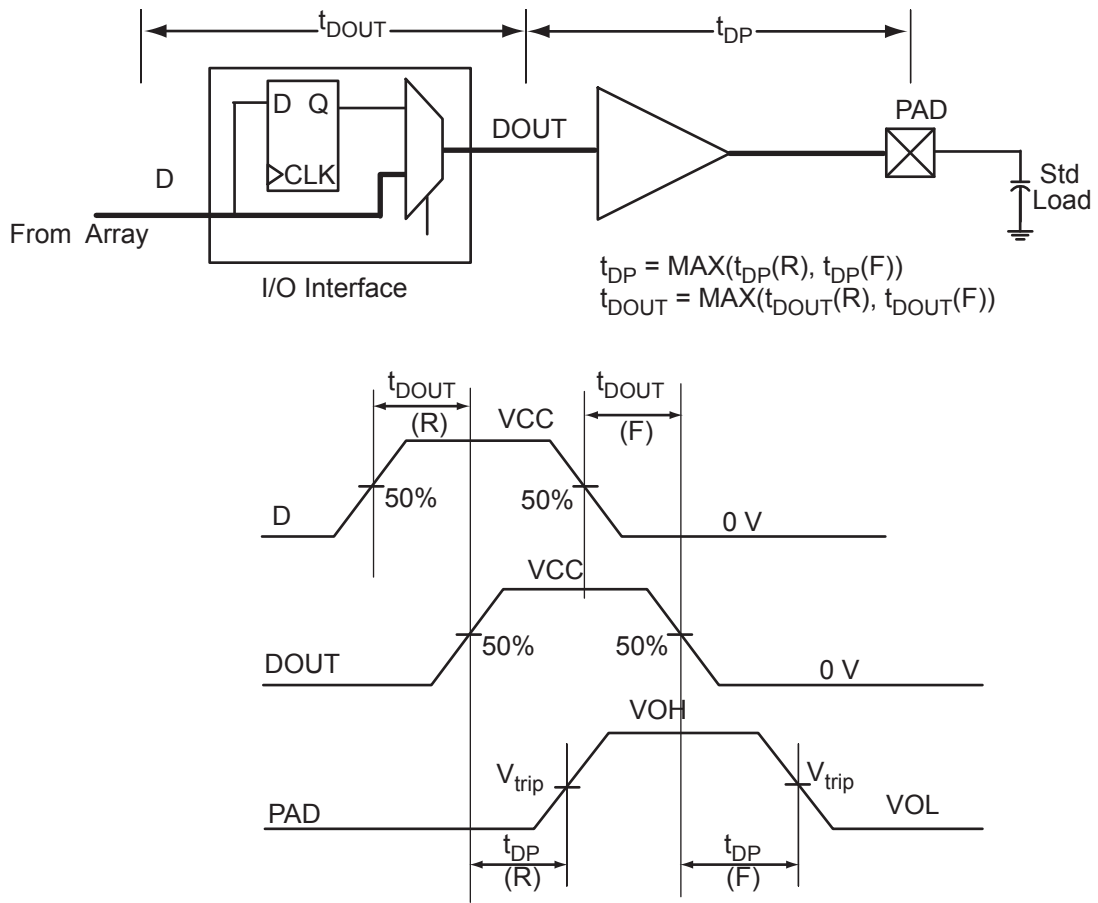 tDOUT
tDP
D Q
CLK
D
DOUT
PAD
Std
Load
From Array
I/O Interface
tDP = MAX(tDP(R), tDP(F))
tDOUT = MAX(tDOUT(R), tDOUT(F))
tDOUT
(R)
VCC
tDOUT
(F)
50%
50%
D
0 V
VCC
50%
50%
DOUT
0 V
VOH
Vtrip
Vtrip
PAD
VOL
tDP
(R)
tDP
(F)